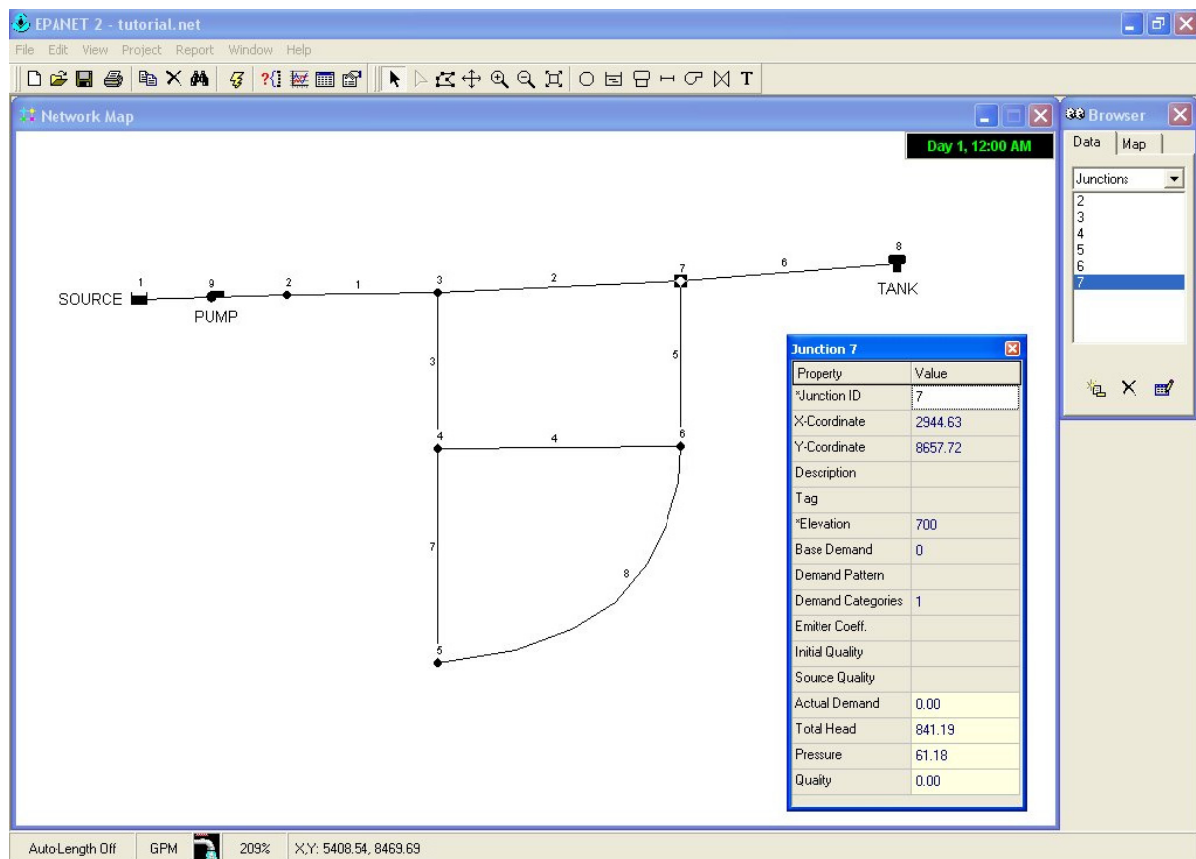 EPANET 2 - tutorial.net
File Edit View Project Report Window Help
T
Network Map
Day 1, 12:00 AM
8
7
6
1
9
2
1
3
2
SOURCE
PUMP
TANK
3
5
4
4
6
7
8
5
Junction 7
Property Value
*Junction ID 7
X-Coordinate 2944.63
Y-Coordinate 8657.72
Description
Tag
*Elevation 700
Base Demand 0
Demand Pattern
Demand Categories 1
Emitter Coeff.
Initial Quality
Source Quality
Actual Demand 0.00
Total Head 841.19
Pressure 61.18
Quality 0.00
Browser
Data Map
Junctions
2
3
4
5
6
7
Auto-Length Off GPM 209% X,Y: 5408.54, 8469.69